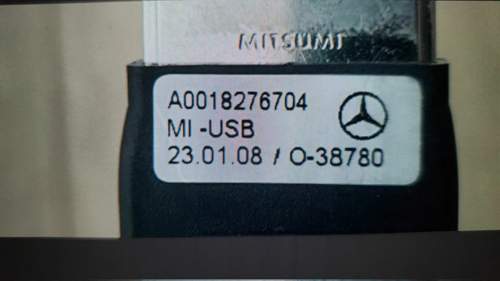 MITSUMI
A0018276704
MI -USB
23.01.08 / O-38780